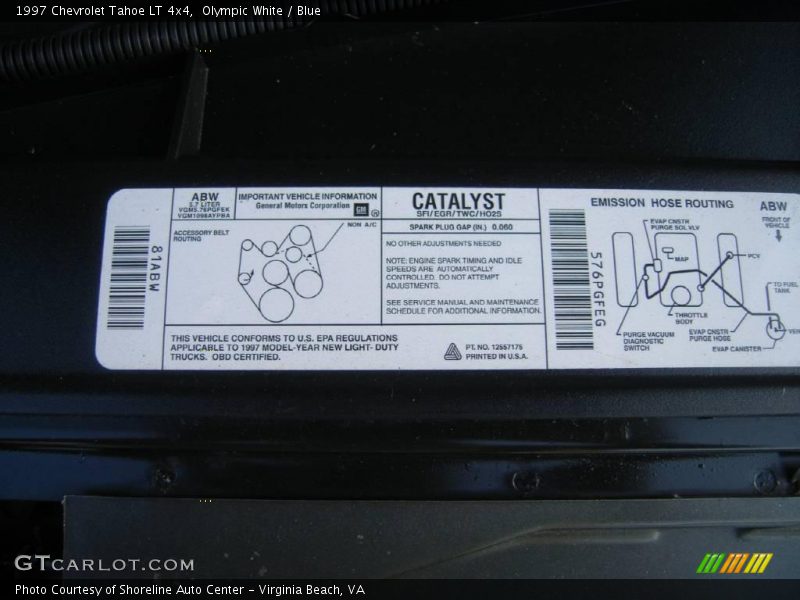 1997 Chevrolet Tahoe LT 4x4,  Olympic White / Blue
81ABW
ABW
5.7 LITER
VGM5.76PGFEK
VGM1098AYPBA
IMPORTANT VEHICLE INFORMATION
General Motors Corporation GM
ACCESSORY BELT
ROUTING
NON A/C
CATALYST
SFI/EGR/TWC/HO2S
SPARK PLUG GAP (IN.) 0.060
NO OTHER ADJUSTMENTS NEEDED
NOTE: ENGINE SPARK TIMING AND IDLE
SPEEDS ARE AUTOMATICALLY
CONTROLLED. DO NOT ATTEMPT
ADJUSTMENTS.
SEE SERVICE MANUAL AND MAINTENANCE
SCHEDULE FOR ADDITIONAL INFORMATION.
THIS VEHICLE CONFORMS TO U.S. EPA REGULATIONS
APPLICABLE TO 1997 MODEL-YEAR NEW LIGHT- DUTY
TRUCKS. OBD CERTIFIED.
PT. NO. 12557175
PRINTED IN U.S.A.
576PGFEG
EMISSION HOSE ROUTING
ABW
FRONT OF
VEHICLE
EVAP CNSTR
PURGE SOL VLV
MAP
PCV
TO FUEL
TANK
THROTTLE
BODY
PURGE VACUUM
DIAGNOSTIC
SWITCH
EVAP CNSTR
PURGE HOSE
EVAP CANISTER
GTCARLOT.COM
Photo Courtesy of Shoreline Auto Center - Virginia Beach, VA